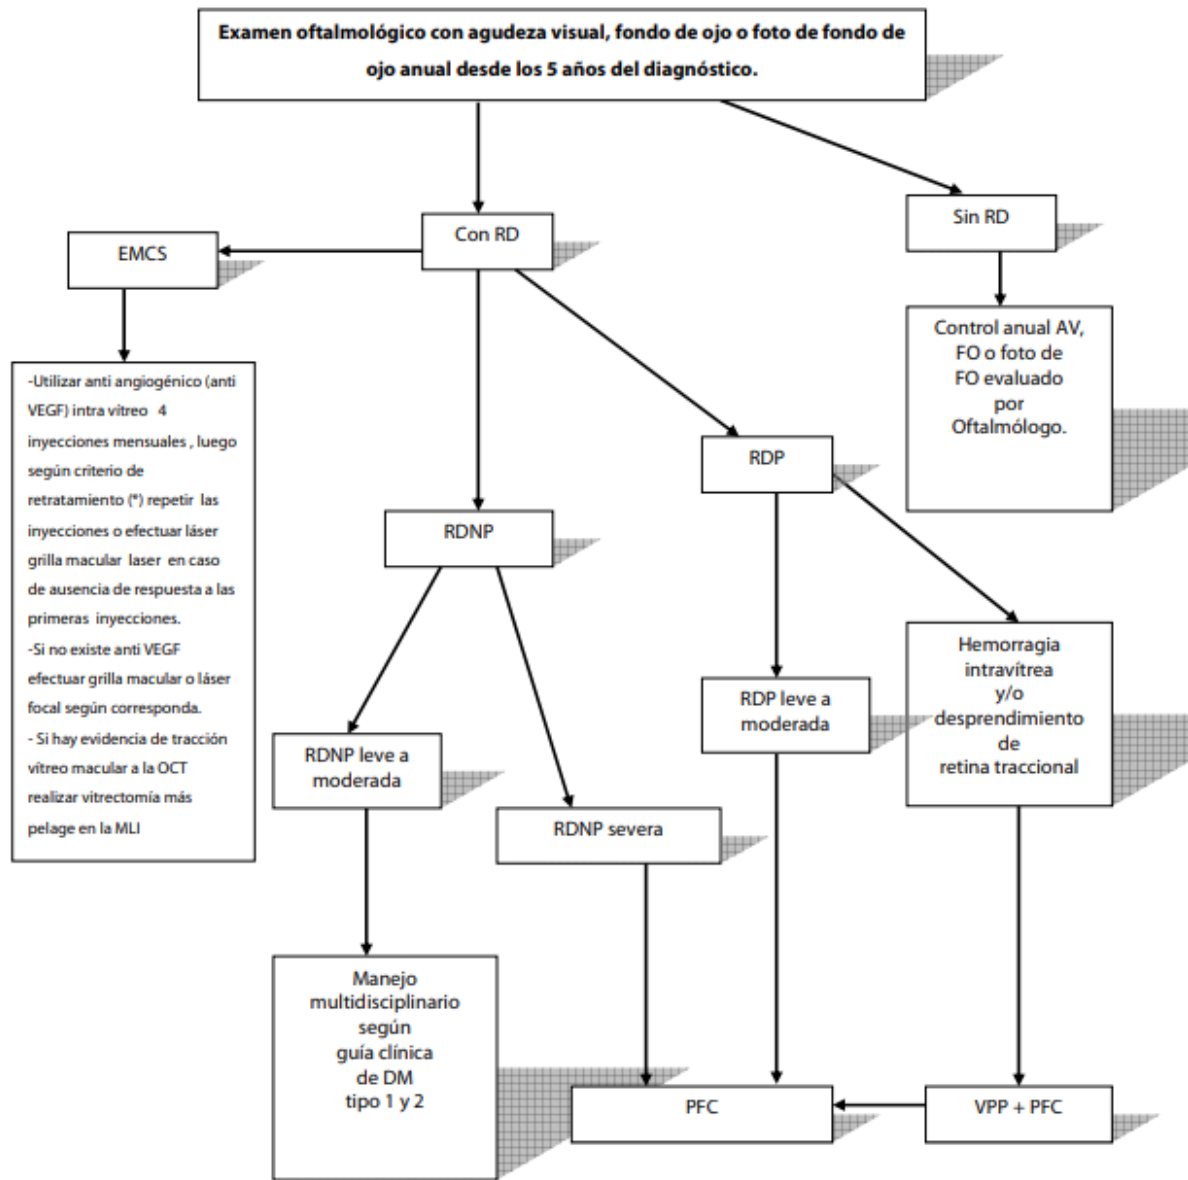 Examen oftalmológico con agudeza visual, fondo de ojo o foto de fondo de
ojo anual desde los 5 años del diagnóstico.
Con RD
Sin RD
EMCS
Control anual AV,
FO o foto de
FO evaluado
por
Oftalmólogo.
-Utilizar anti angiogénico (anti
VEGF) intra vítreo 4
inyecciones mensuales , luego
según criterio de
retratamiento (*) repetir las
inyecciones o efectuar láser
grilla macular laser en caso
de ausencia de respuesta a las
primeras inyecciones.
-Si no existe anti VEGF
efectuar grilla macular o láser
focal según corresponda.
- Si hay evidencia de tracción
vítreo macular a la OCT
realizar vitrectomía más
pelage en la MLI
RDP
RDNP
Hemorragia
intravítrea
y/o
desprendimiento
de
retina traccional
RDP leve a
moderada
RDNP leve a
moderada
RDNP severa
Manejo
multidisciplinario
según
guía clínica
de DM
tipo 1 y 2
PFC
VPP + PFC